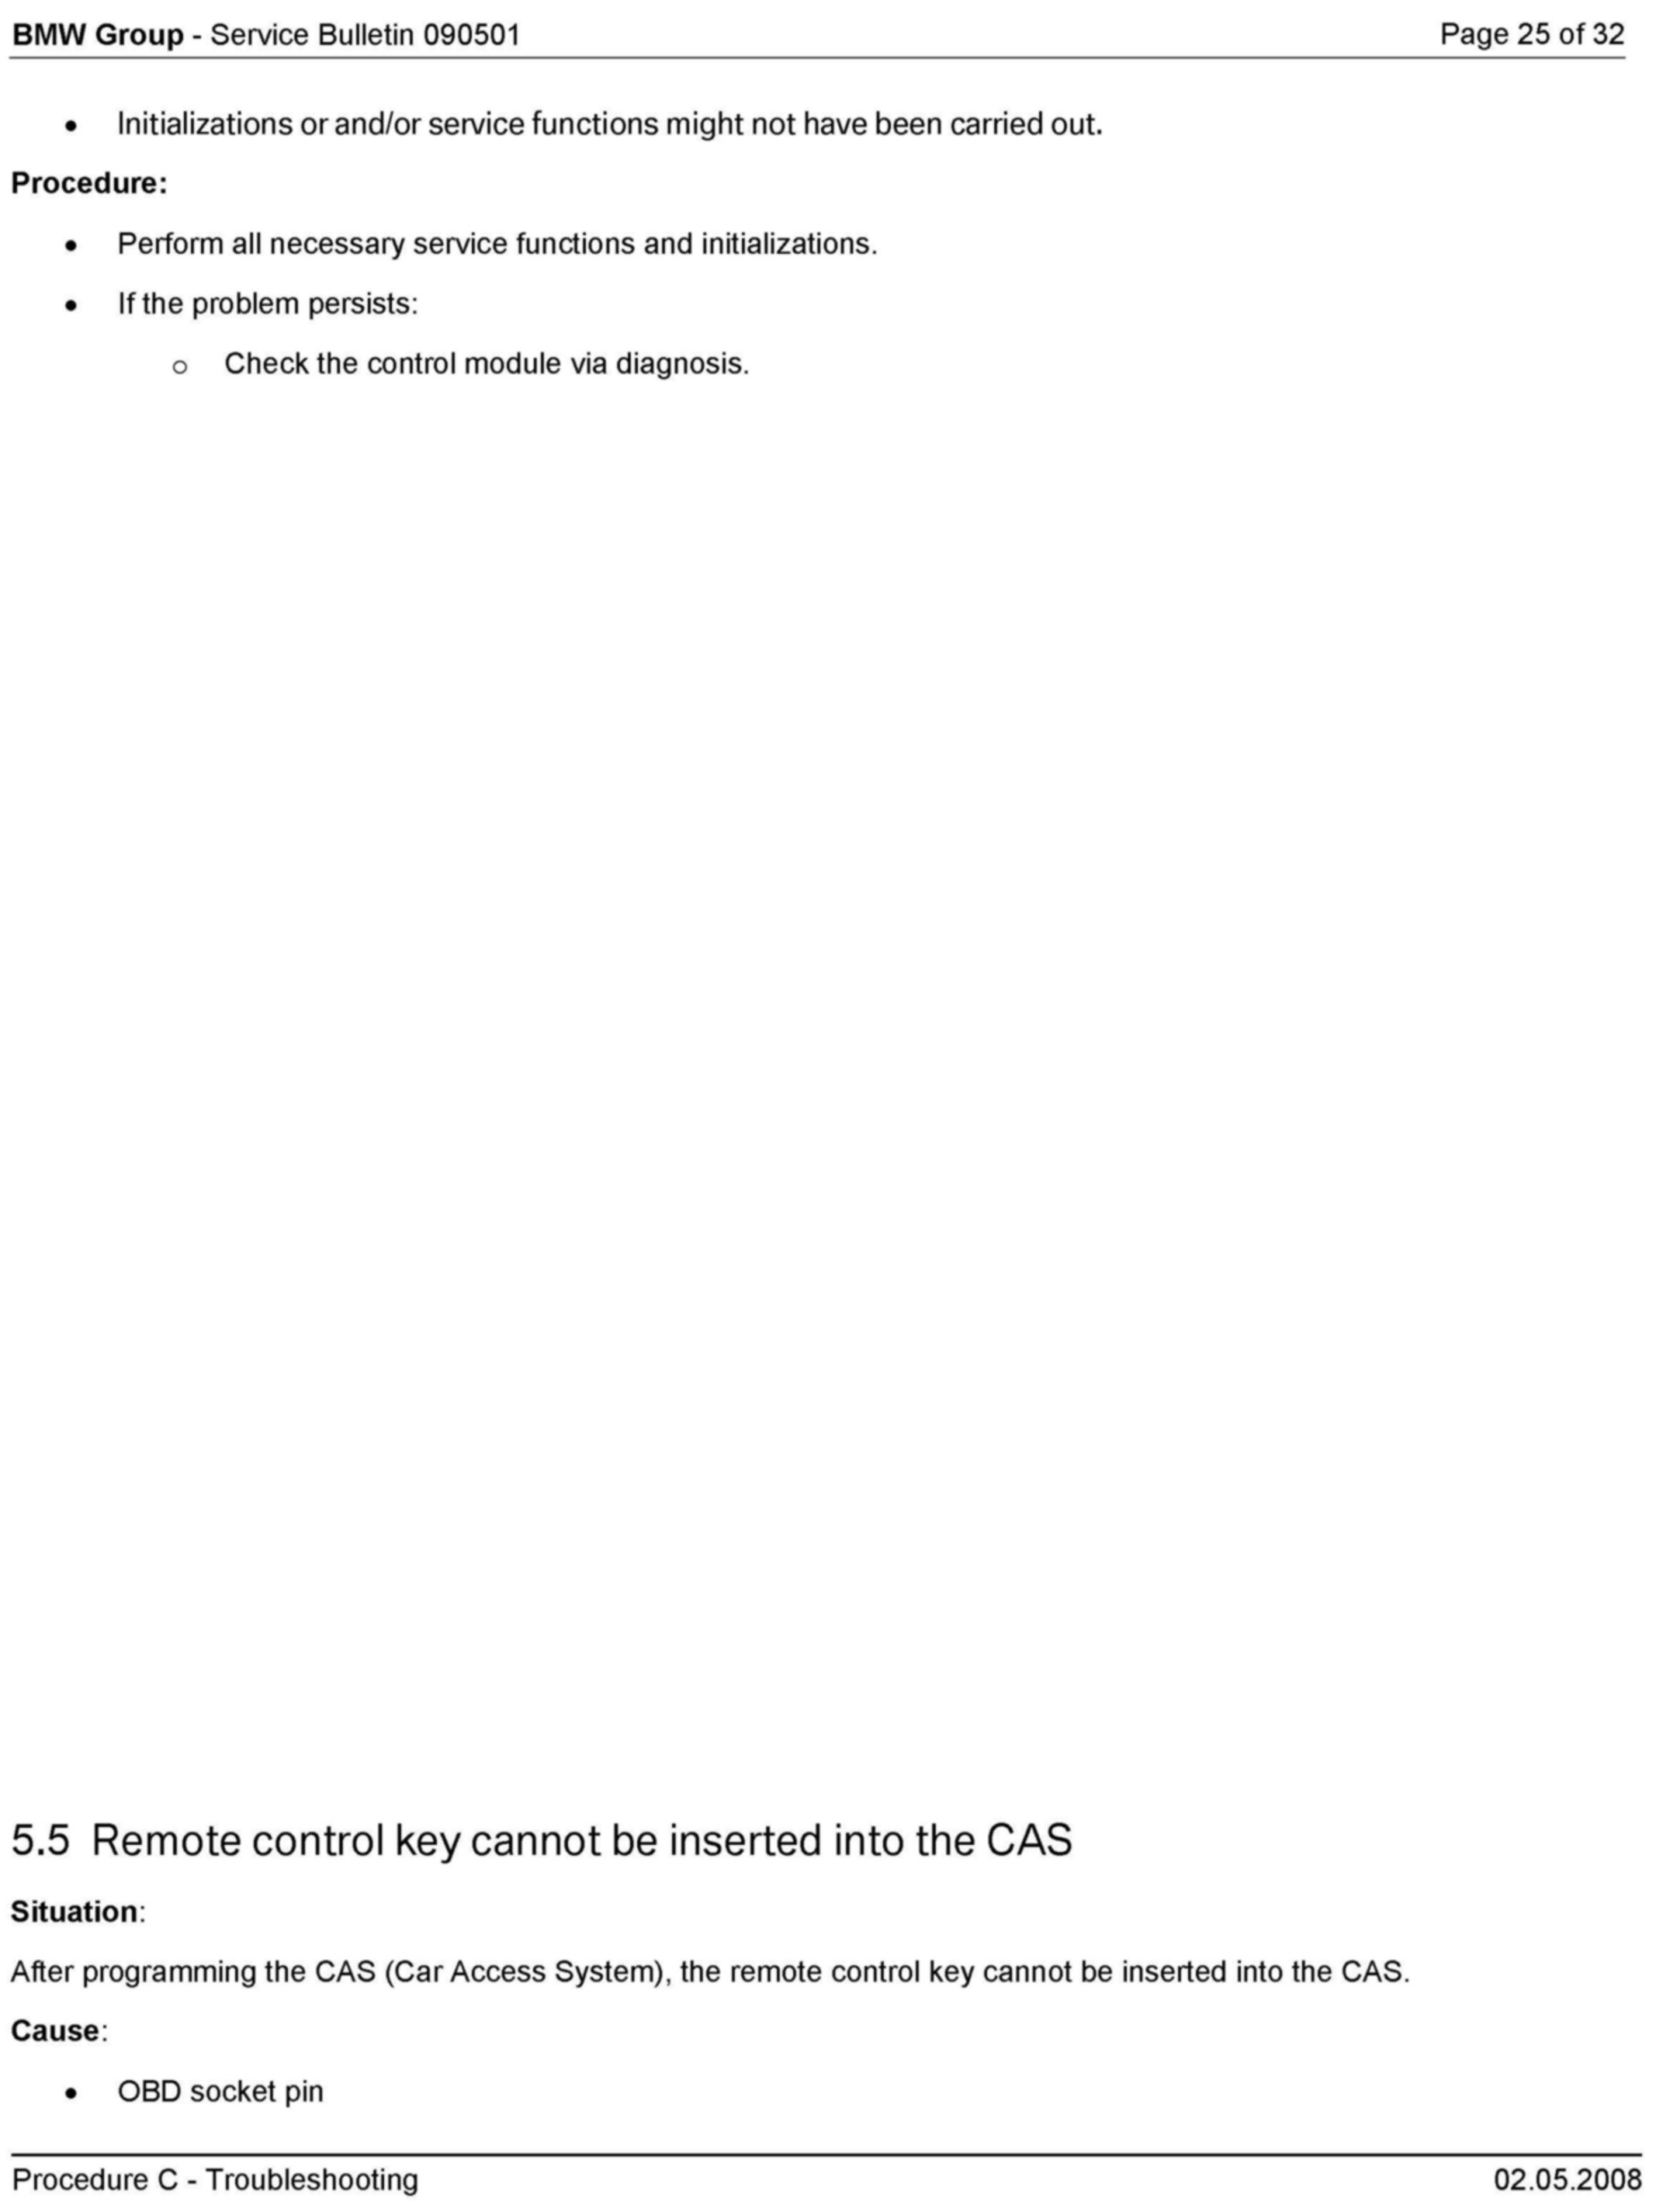 BMW Group - Service Bulletin 090501 Page 25 of 32
• Initializations or and/or service functions might not have been carried out.
Procedure:
• Perform all necessary service functions and initializations.
• If the problem persists:
○ Check the control module via diagnosis.
5.5 Remote control key cannot be inserted into the CAS
Situation:
After programming the CAS (Car Access System), the remote control key cannot be inserted into the CAS.
Cause:
• OBD socket pin
Procedure C - Troubleshooting 02.05.2008